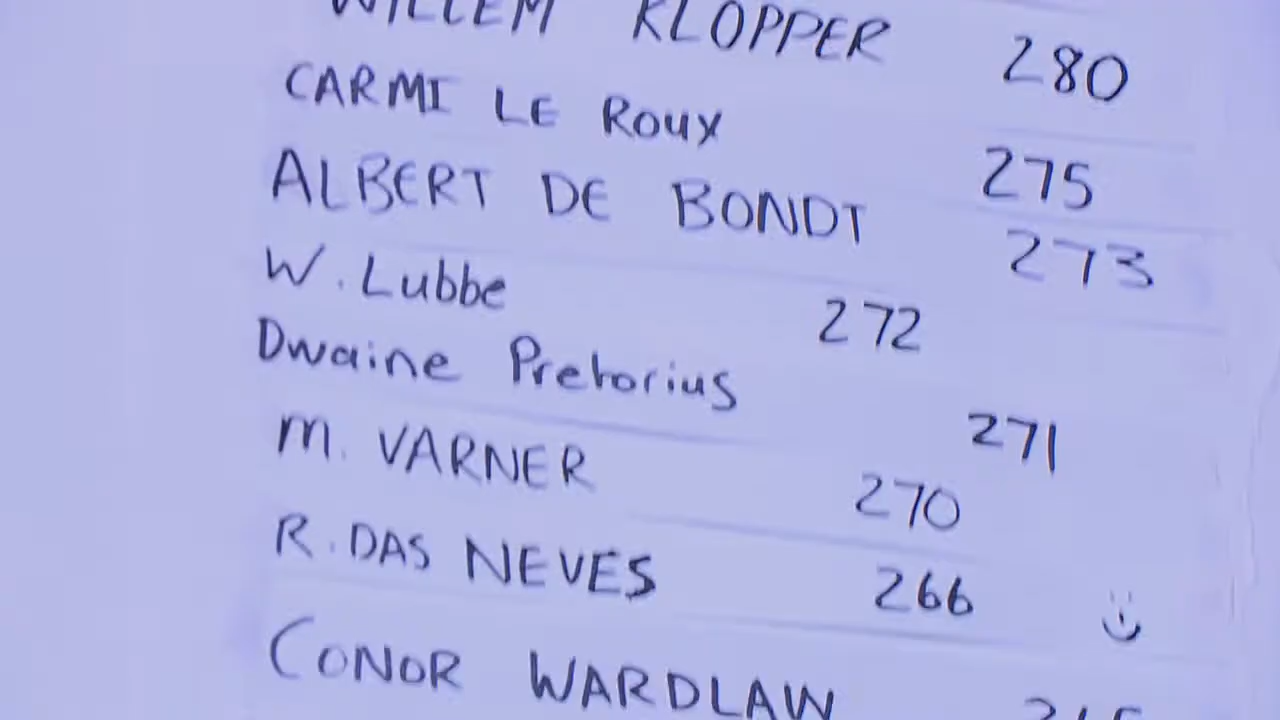 WILLEM KLOPPER 280
CARMI LE ROUX 275
ALBERT DE BONDT 273
W. Lubbe 272
Dwaine Pretorius 271
M. VARNER 270
R. DAS NEVES 266
CONOR WARDLAW